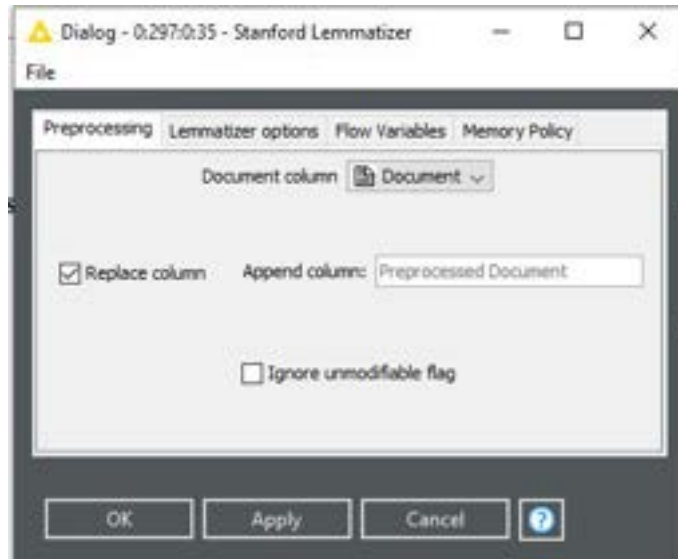 Dialog - 0:297:0:35 - Stanford Lemmatizer
File
Preprocessing Lemmatizer options Flow Variables Memory Policy
Document column Document
Replace column Append column: Preprocessed Document
Ignore unmodifiable flag
OK Apply Cancel ?